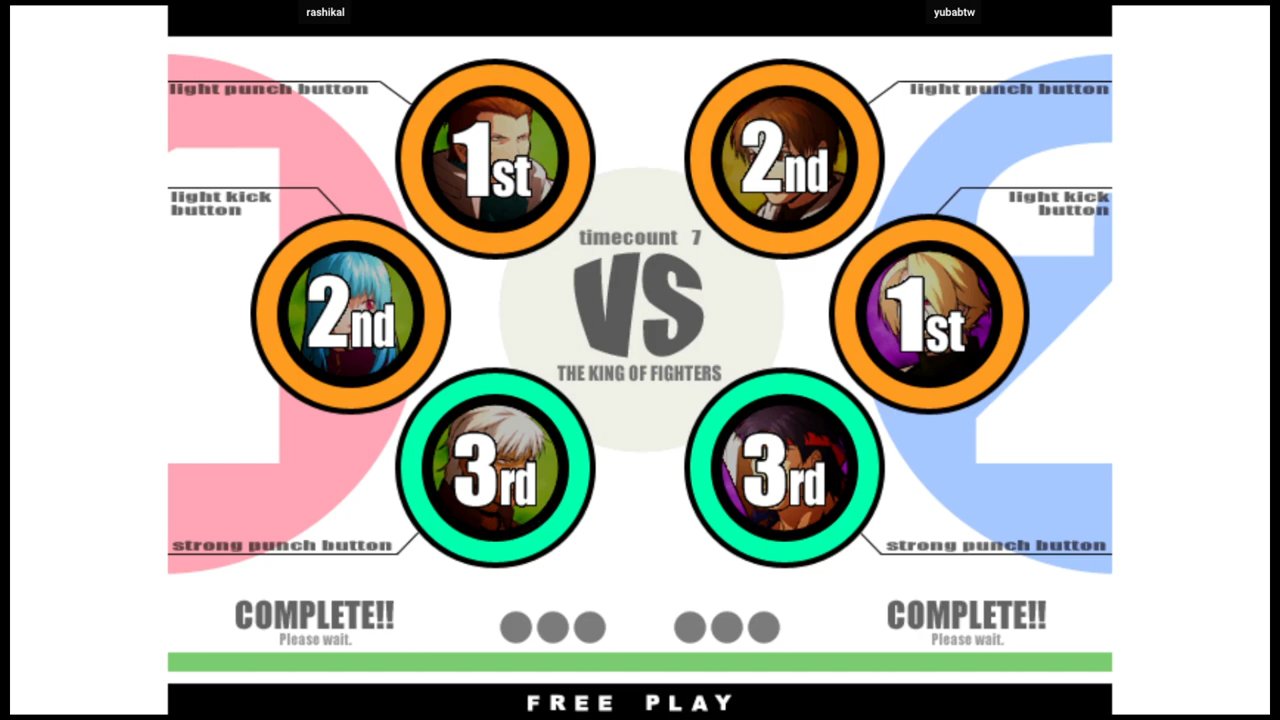 rashikal
yubabtw
light punch button
light punch button
1st
2nd
light kick
button
light kick
button
timecount 7
VS
THE KING OF FIGHTERS
2nd
1st
3rd
3rd
strong punch button
strong punch button
COMPLETE!!
Please wait.
COMPLETE!!
Please wait.
FREE PLAY